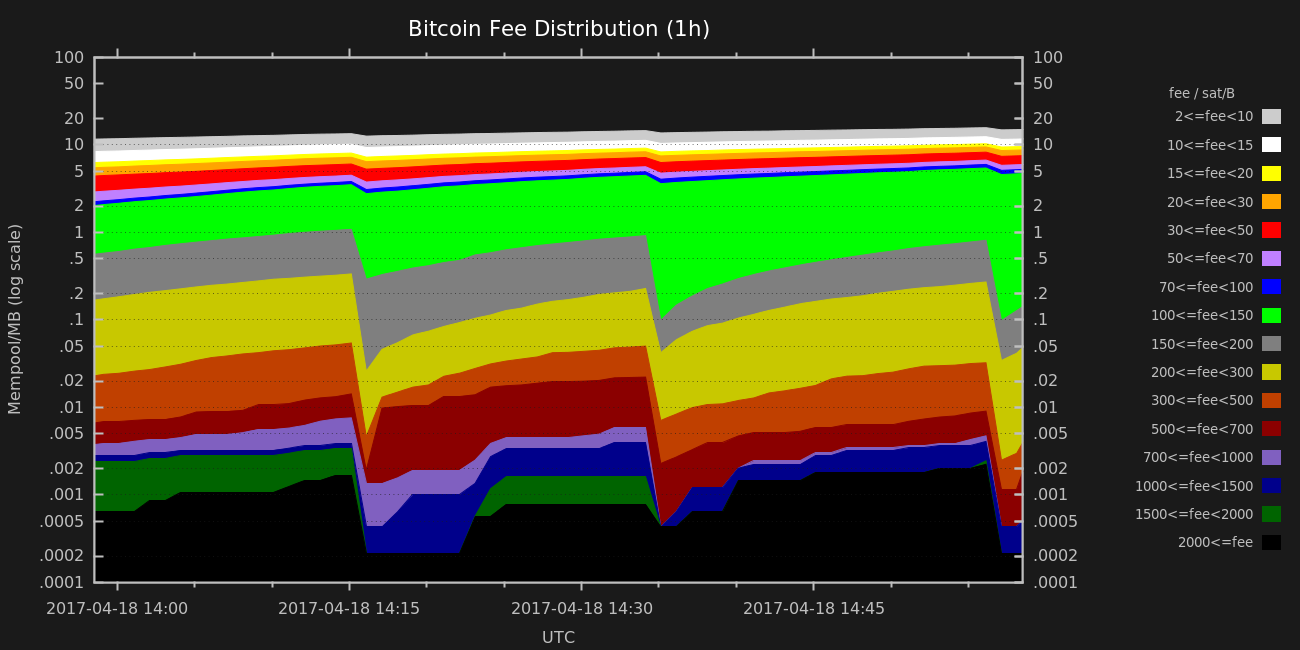 Bitcoin Fee Distribution (1h)
100 100
50 50
20 20
10 10
5 5
2 2
1 1
.5 .5
.2 .2
.1 .1
.05 .05
.02 .02
.01 .01
.005 .005
.002 .002
.001 .001
.0005 .0005
.0002 .0002
.0001 .0001
Mempool/MB (log scale)
2017-04-18 14:00 2017-04-18 14:15 2017-04-18 14:30 2017-04-18 14:45
UTC
fee / sat/B
2<=fee<10
10<=fee<15
15<=fee<20
20<=fee<30
30<=fee<50
50<=fee<70
70<=fee<100
100<=fee<150
150<=fee<200
200<=fee<300
300<=fee<500
500<=fee<700
700<=fee<1000
1000<=fee<1500
1500<=fee<2000
2000<=fee